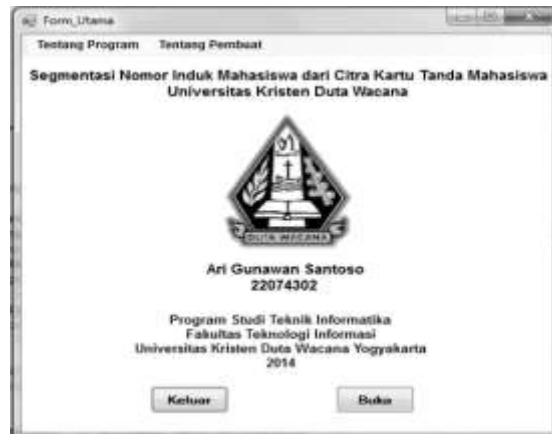 Form_Utama
Tentang Program Tentang Pembuat
Segmentasi Nomor Induk Mahasiswa dari Citra Kartu Tanda Mahasiswa
Universitas Kristen Duta Wacana
DUTA WACANA
Ari Gunawan Santoso
22074302
Program Studi Teknik Informatika
Fakultas Teknologi Informasi
Universitas Kristen Duta Wacana Yogyakarta
2014
Keluar Buka